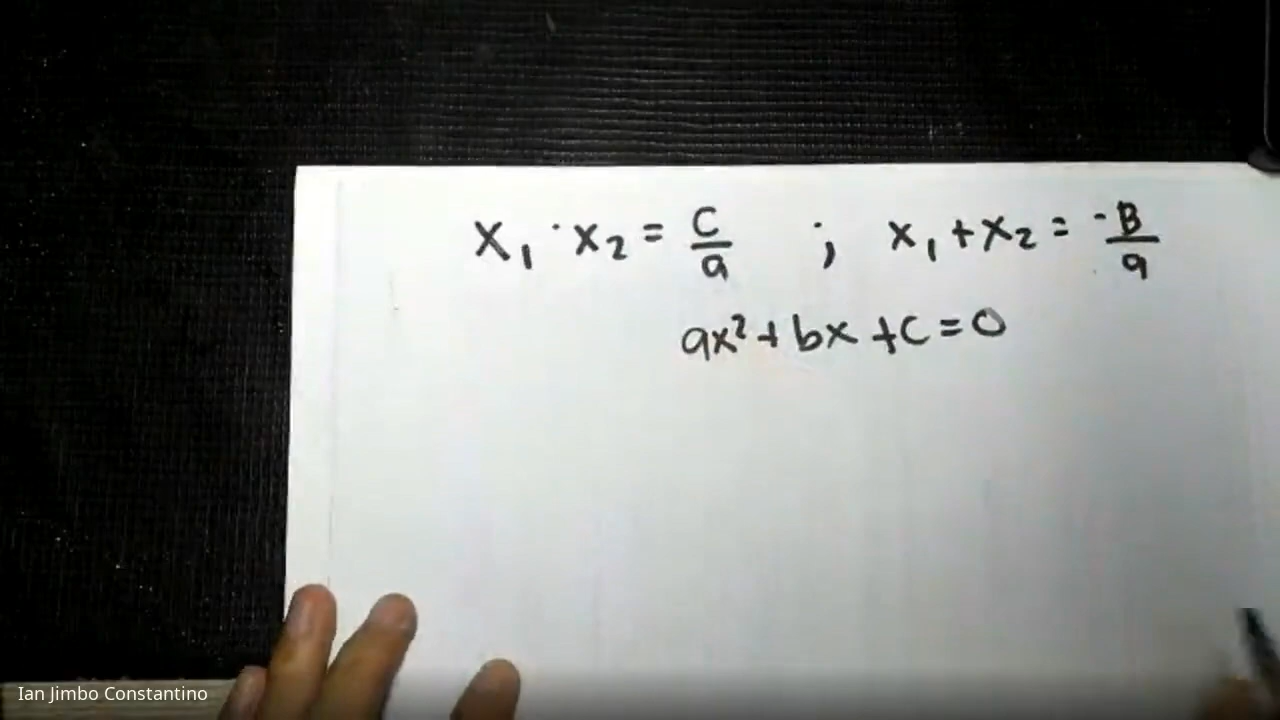 X₁ · x₂ = C/a ; x₁ + x₂ = -B/a
ax² + bx + c = 0
Ian Jimbo Constantino